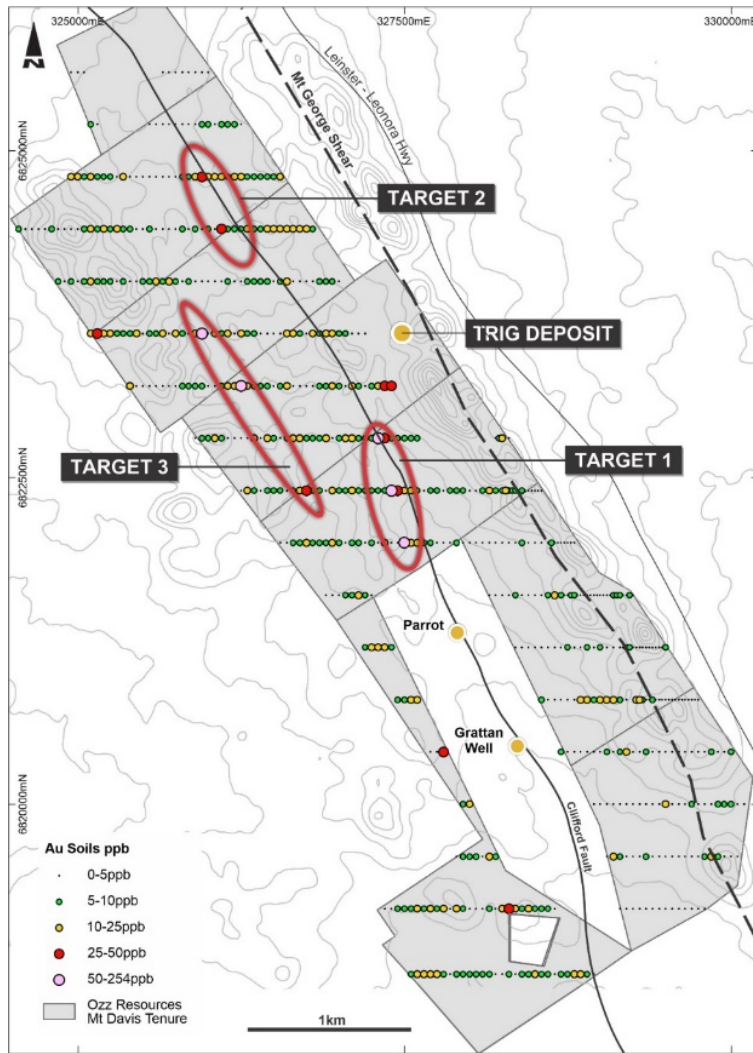 325000mE
327500mE
330000mE
N
Leinster - Leonora Hwy
Mt George Shear
6825000mN
TARGET 2
TRIG DEPOSIT
TARGET 3
TARGET 1
6822500mN
Parrot
Grattan
Well
6820000mN
Clifford Fault
Au Soils ppb
0-5ppb
5-10ppb
10-25ppb
25-50ppb
50-254ppb
Ozz Resources
Mt Davis Tenure
1km